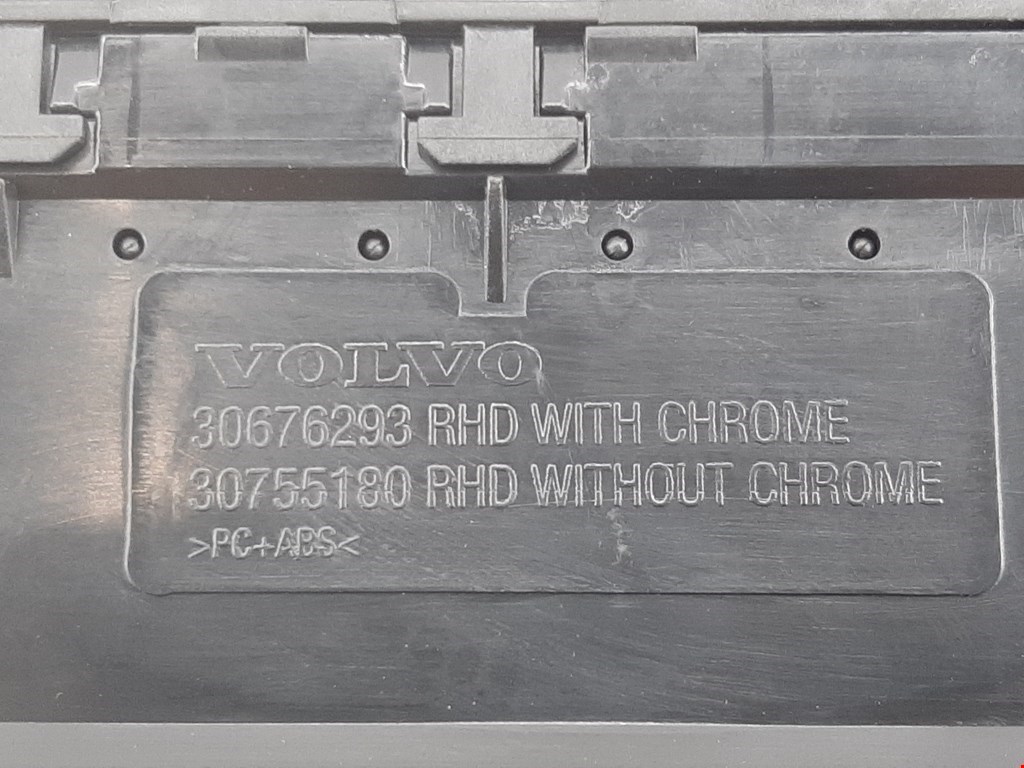 VOLVO
30676293 RHD WITH CHROME
30755180 RHD WITHOUT CHROME
>PC+ABS<